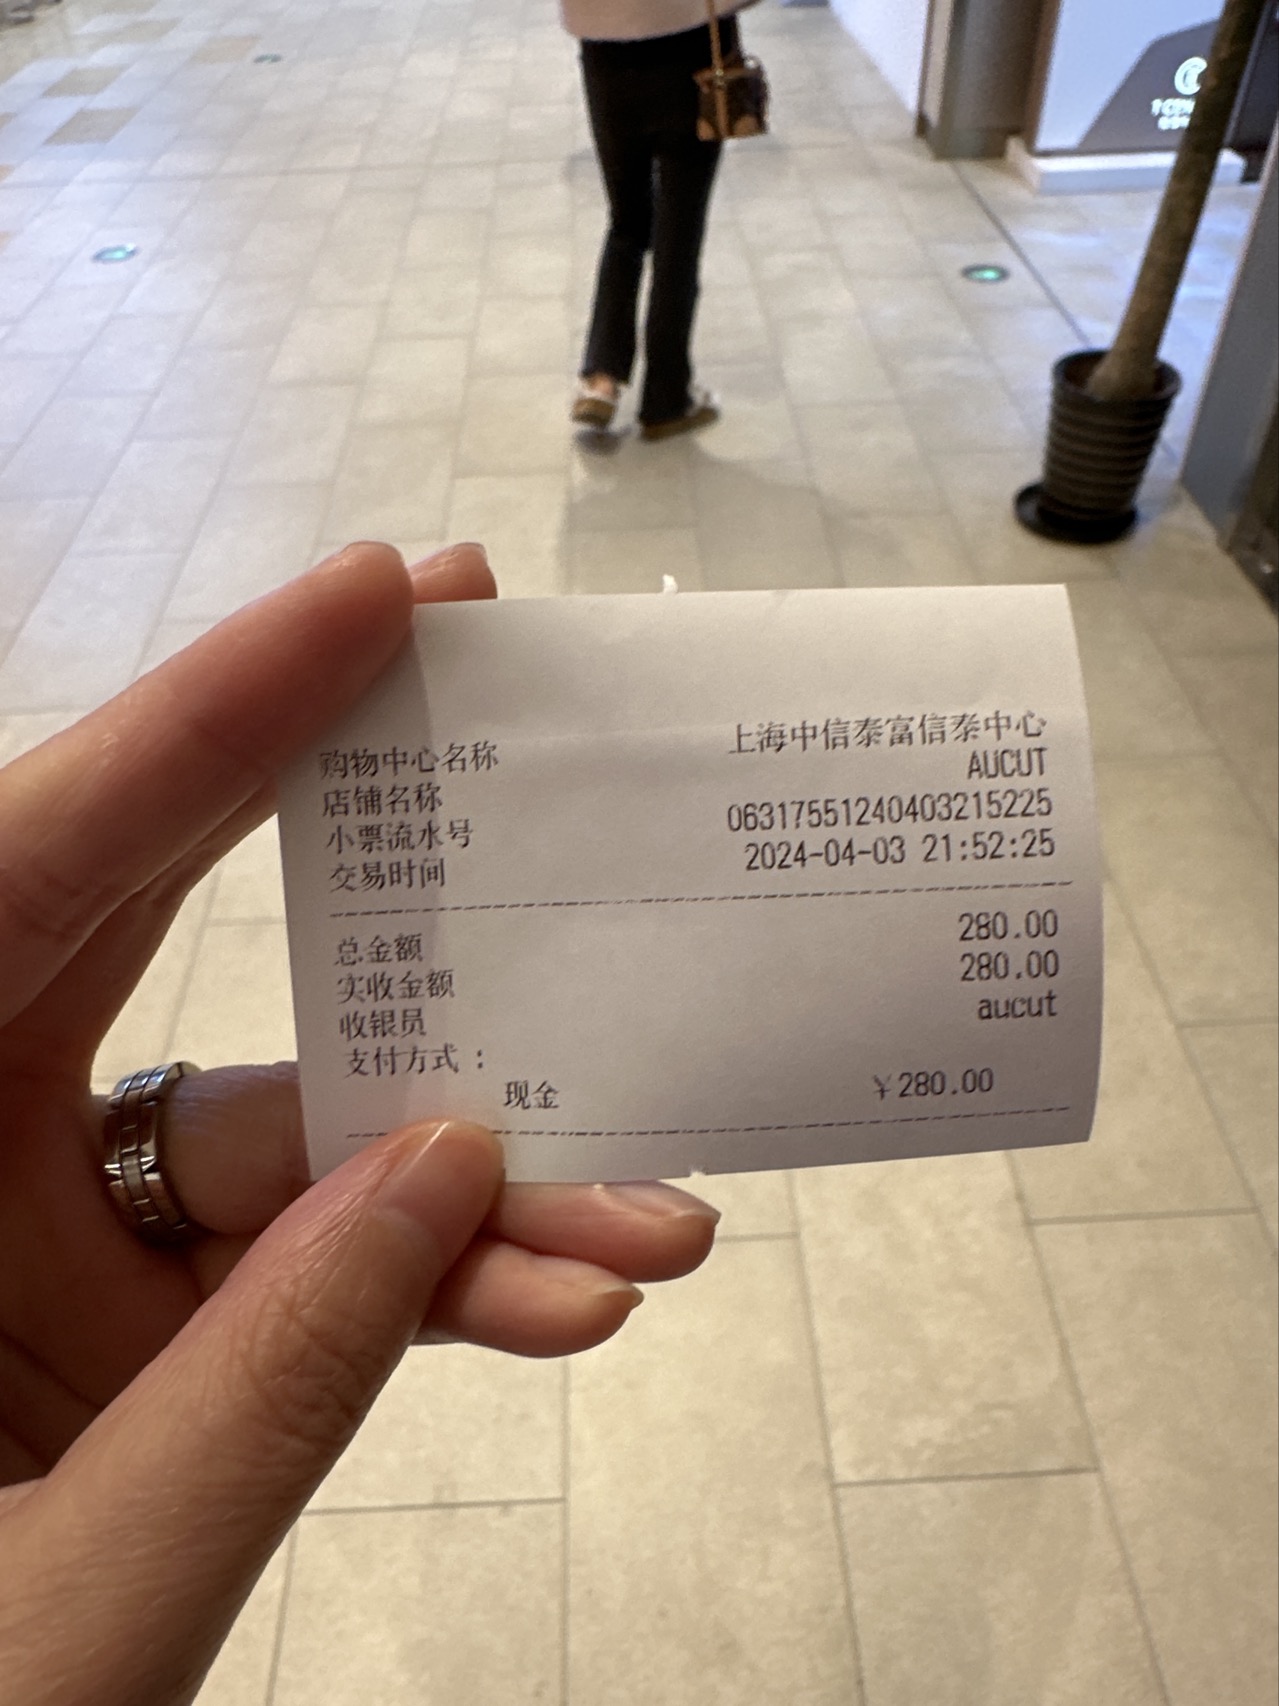 购物中心名称 上海中信泰富信泰中心
店铺名称 AUCUT
小票流水号 06317551240403215225
交易时间 2024-04-03 21:52:25
总金额 280.00
实收金额 280.00
收银员 aucut
支付方式：
现金 ￥280.00